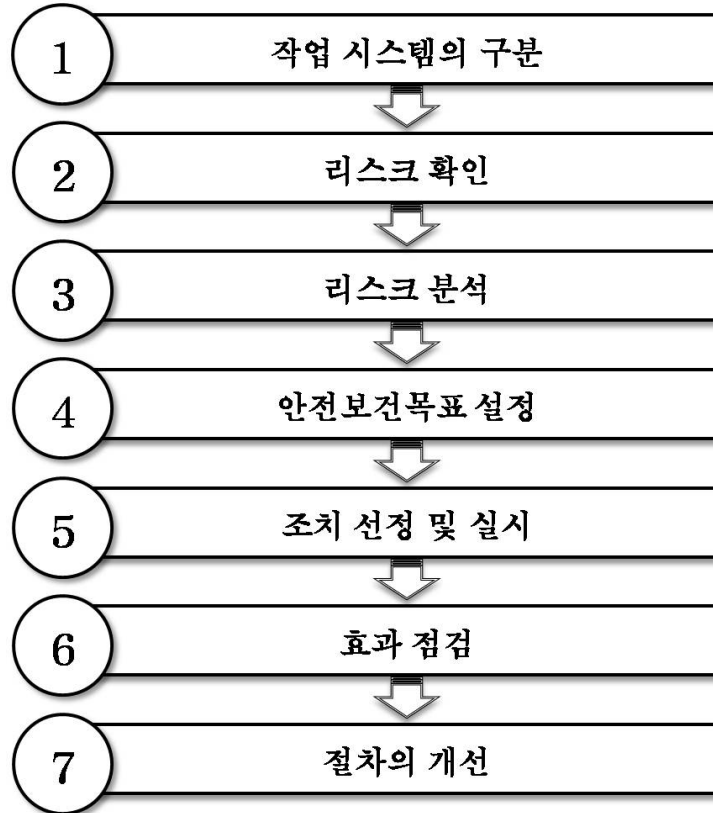 1 작업 시스템의 구분
2 리스크 확인
3 리스크 분석
4 안전보건목표 설정
5 조치 선정 및 실시
6 효과 점검
7 절차의 개선